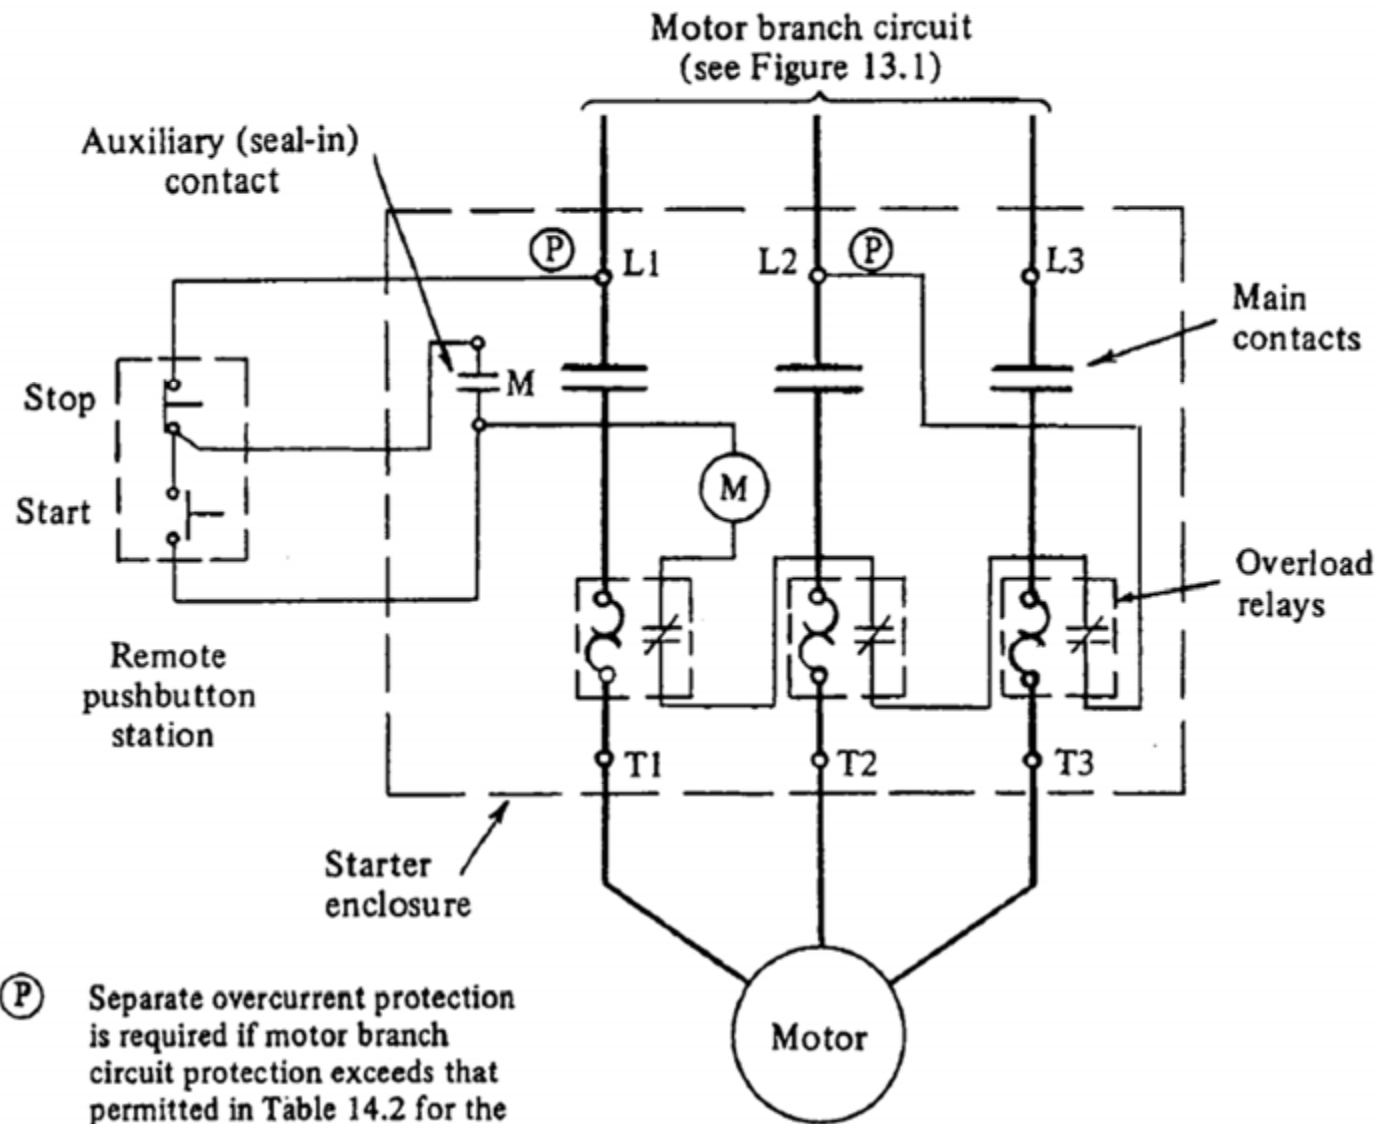 Motor branch circuit
(see Figure 13.1)
Auxiliary (seal-in)
contact
P
L1
L2
P
L3
Main
contacts
Stop
M
Start
M
Overload
relays
Remote
pushbutton
station
T1
T2
T3
Starter
enclosure
Motor
P
Separate overcurrent protection
is required if motor branch
circuit protection exceeds that
permitted in Table 14.2 for the